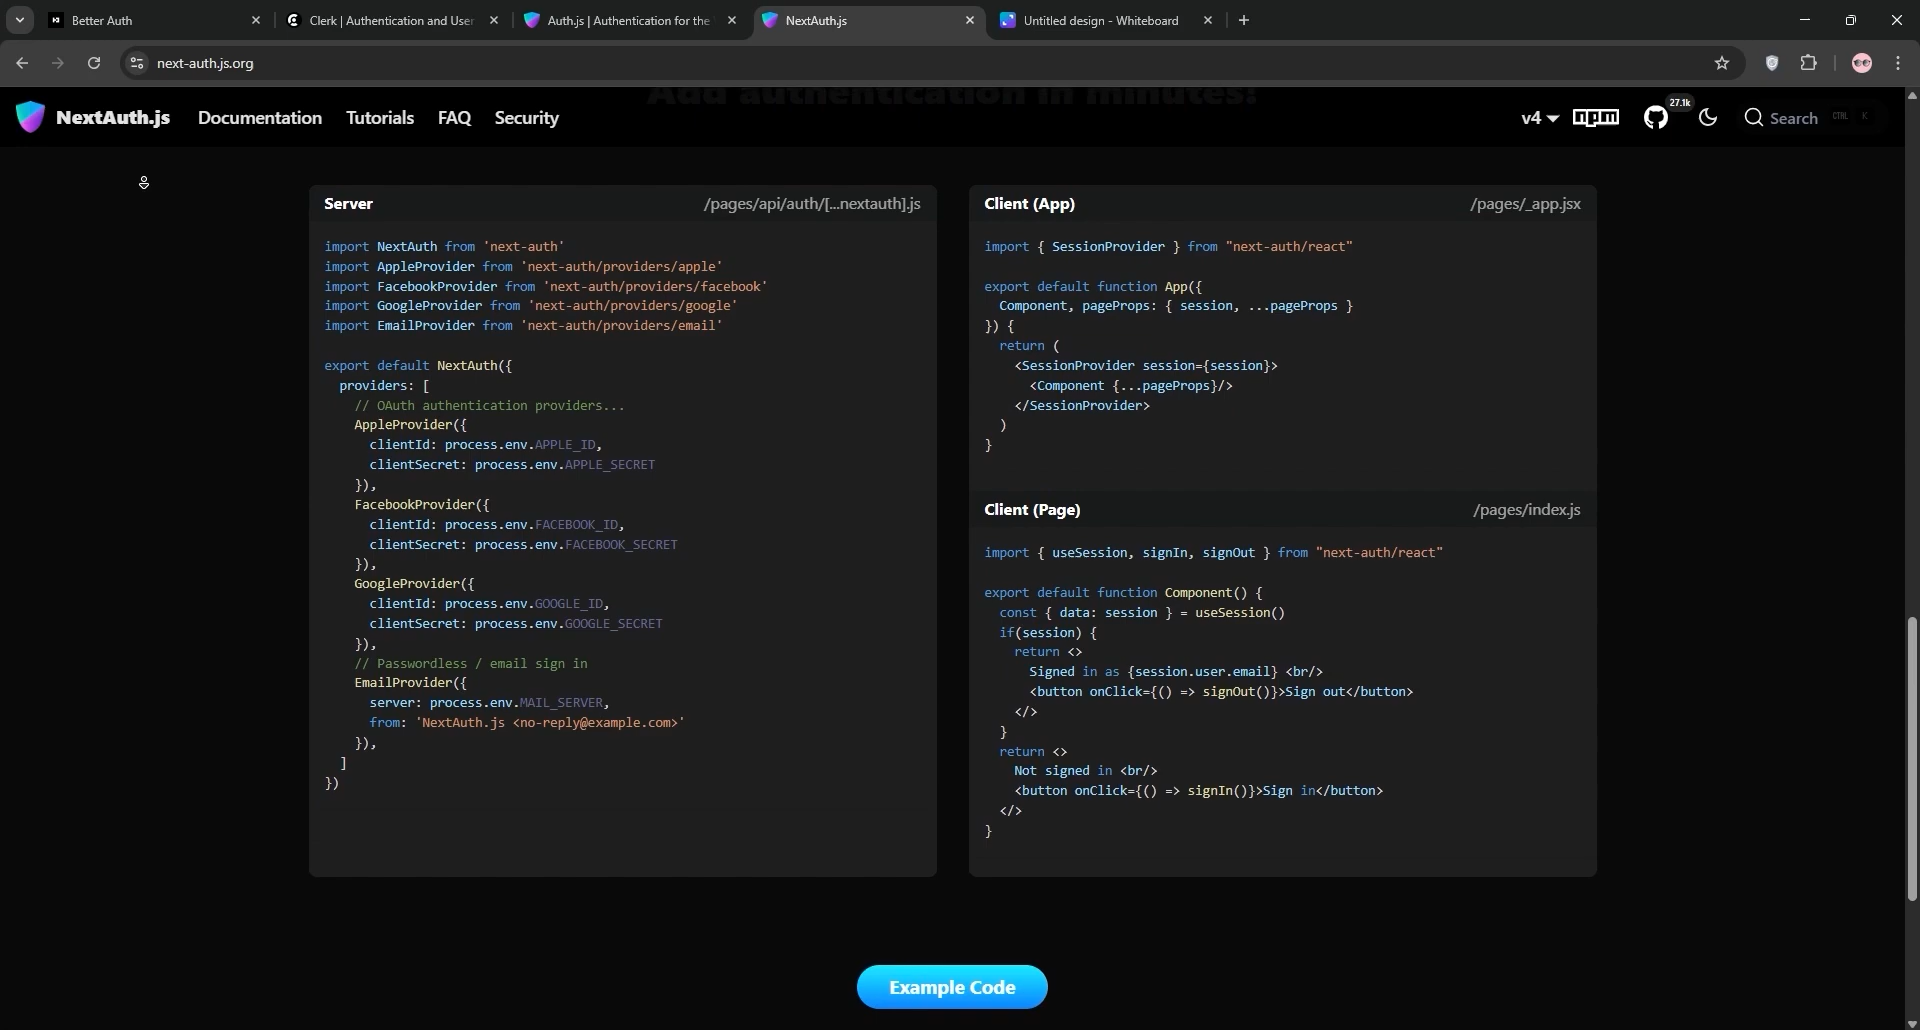 Better Auth
Clerk | Authentication and User
Auth.js | Authentication for the
NextAuth.js
Untitled design - Whiteboard
next-auth.js.org
Add authentication in minutes!
NextAuth.js
Documentation
Tutorials
FAQ
Security
v4
npm
27.1k
Search
CTRL
K
Server
/pages/api/auth/[...nextauth].js
import NextAuth from 'next-auth'
import AppleProvider from 'next-auth/providers/apple'
import FacebookProvider from 'next-auth/providers/facebook'
import GoogleProvider from 'next-auth/providers/google'
import EmailProvider from 'next-auth/providers/email'
export default NextAuth({
providers: [
// OAuth authentication providers...
AppleProvider({
clientId: process.env.APPLE_ID,
clientSecret: process.env.APPLE_SECRET
}),
FacebookProvider({
clientId: process.env.FACEBOOK_ID,
clientSecret: process.env.FACEBOOK_SECRET
}),
GoogleProvider({
clientId: process.env.GOOGLE_ID,
clientSecret: process.env.GOOGLE_SECRET
}),
// Passwordless / email sign in
EmailProvider({
server: process.env.MAIL_SERVER,
from: 'NextAuth.js <no-reply@example.com>'
}),
]
})
Client (App)
/pages/_app.jsx
import { SessionProvider } from "next-auth/react"
export default function App({
Component, pageProps: { session, ...pageProps }
}) {
return (
<SessionProvider session={session}>
<Component {...pageProps}/>
</SessionProvider>
)
}
Client (Page)
/pages/index.js
import { useSession, signIn, signOut } from "next-auth/react"
export default function Component() {
const { data: session } = useSession()
if(session) {
return <>
Signed in as {session.user.email} <br/>
<button onClick={() => signOut()}>Sign out</button>
</>
}
return <>
Not signed in <br/>
<button onClick={() => signIn()}>Sign in</button>
</>
}
Example Code